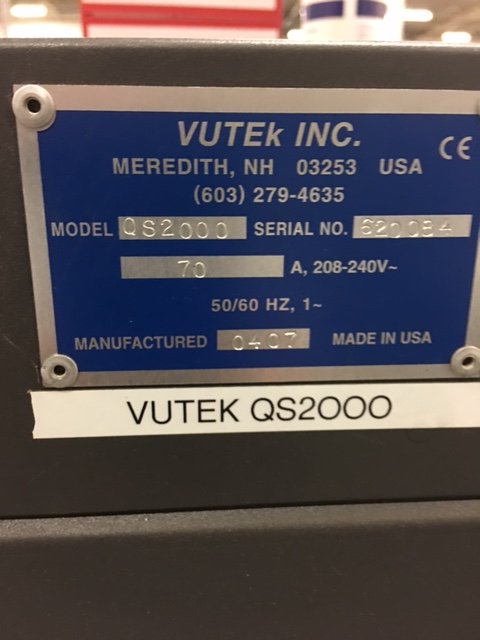 VUTEk INC.
CE
MEREDITH, NH 03253 USA
(603) 279-4635
MODEL QS2000 SERIAL NO. 620084
70 A, 208-240V~
50/60 HZ, 1~
MANUFACTURED 0407 MADE IN USA
VUTEK QS2000